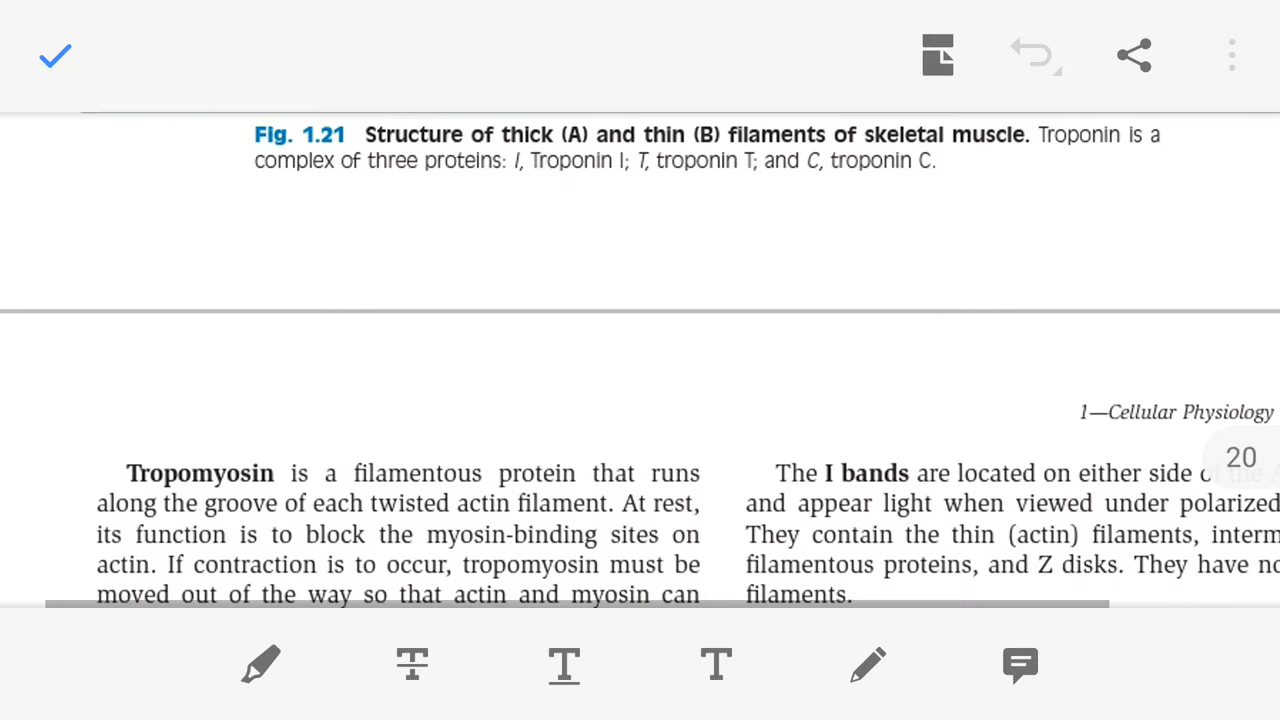 Fig. 1.21 Structure of thick (A) and thin (B) filaments of skeletal muscle. Troponin is a
complex of three proteins: I, Troponin I; T, troponin T; and C, troponin C.
1—Cellular Physiology
20
Tropomyosin is a filamentous protein that runs
along the groove of each twisted actin filament. At rest,
its function is to block the myosin-binding sites on
actin. If contraction is to occur, tropomyosin must be
moved out of the way so that actin and myosin can
The I bands are located on either side
and appear light when viewed under polarized
They contain the thin (actin) filaments,
filamentous proteins, and Z disks. They have
filaments.